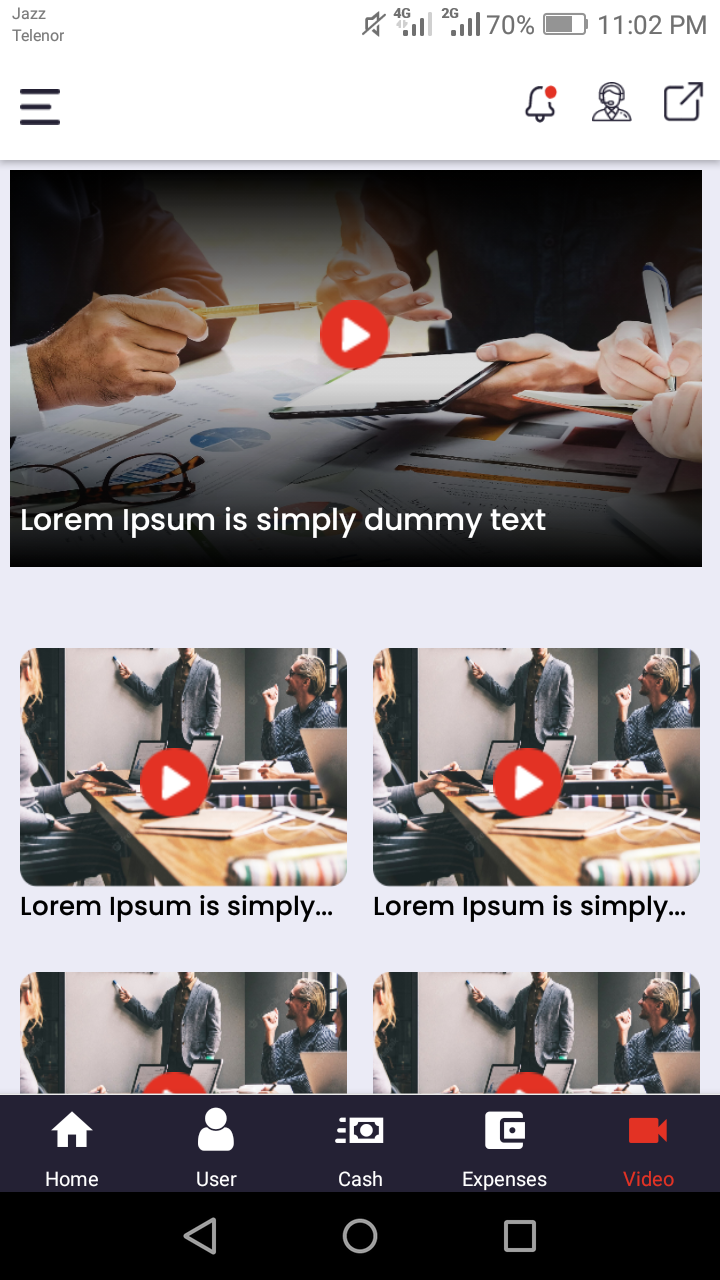 Jazz
Telenor
4G 2G 70% 11:02 PM
Lorem Ipsum is simply dummy text
Lorem Ipsum is simply... Lorem Ipsum is simply...
Home User Cash Expenses Video